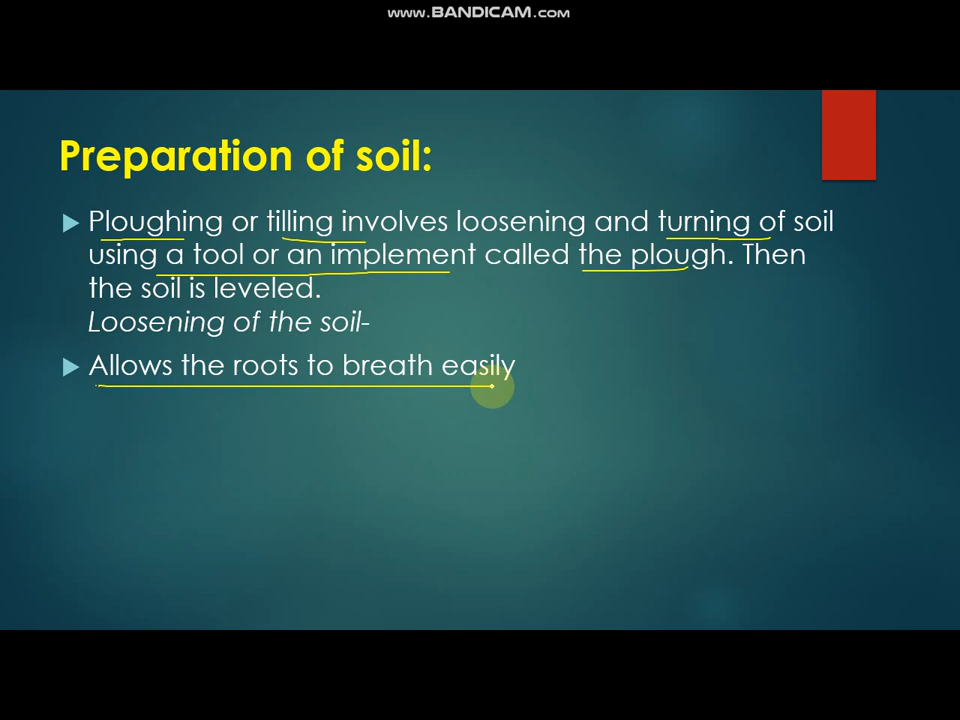 www.BANDICAM.com
Preparation of soil:
Ploughing or tilling involves loosening and turning of soil
using a tool or an implement called the plough. Then
the soil is leveled.
Loosening of the soil-
Allows the roots to breath easily